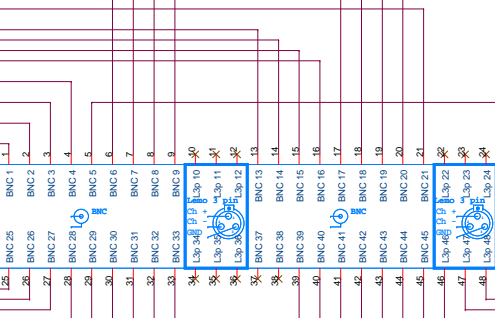 1 2 3 4 5 6 7 8 9 10 11 12 13 14 15 16 17 18 19 20 21 22 23 24
BNC 1 BNC 2 BNC 3 BNC 4 BNC 5 BNC 6 BNC 7 BNC 8 BNC 9 L3p 10 L3p 11 L3p 12 BNC 13 BNC 14 BNC 15 BNC 16 BNC 17 BNC 18 BNC 19 BNC 20 BNC 21 L3p 22 L3p 23 L3p 24
Lemo 3 pin Lemo 3 pin
BNC Ch + BNC Ch +
Ch - Ch -
GND GND
BNC 25 BNC 26 BNC 27 BNC 28 BNC 29 BNC 30 BNC 31 BNC 32 BNC 33 L3p 34 L3p 35 L3p 36 BNC 37 BNC 38 BNC 39 BNC 40 BNC 41 BNC 42 BNC 43 BNC 44 BNC 45 L3p 46 L3p 47 L3p 48
25 26 27 28 29 30 31 32 33 34 35 36 37 38 39 40 41 42 43 44 45 46 47 48